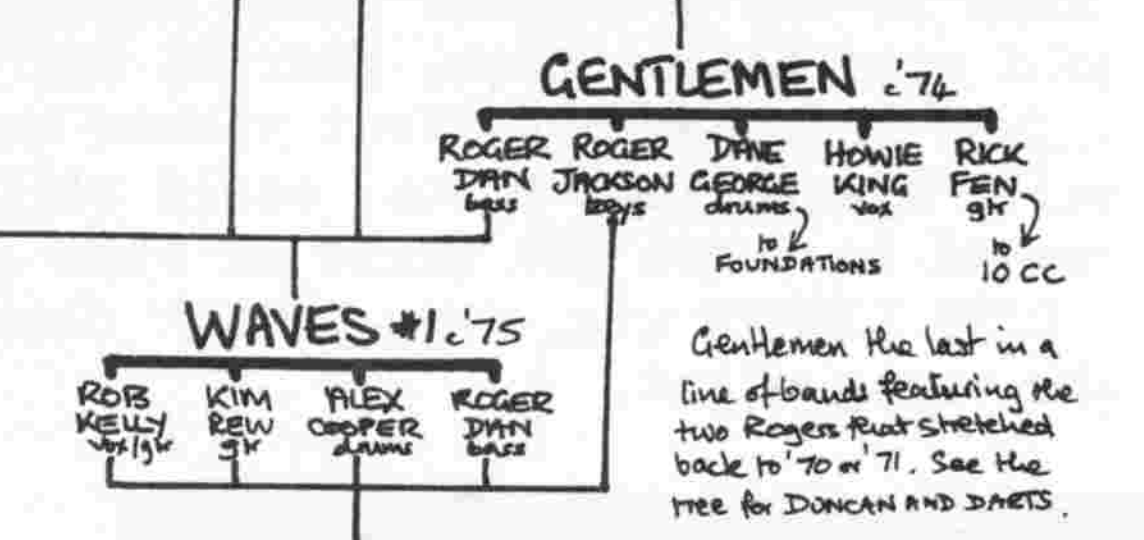 GENTLEMEN c'74
ROGER DAN bass
ROGER JACKSON keys
DAVE GEORGE drums
to FOUNDATIONS
HOWIE KING vox
RICK FEN gtr
to 10 CC
WAVES #1 c'75
ROB KELLY vox/gtr
KIM REW gtr
ALEX COOPER drums
ROGER DAN bass
Gentlemen the last in a
line of bands featuring the
two Rogers that stretched
back to '70 or '71. See the
tree for DUNCAN AND DARTS.